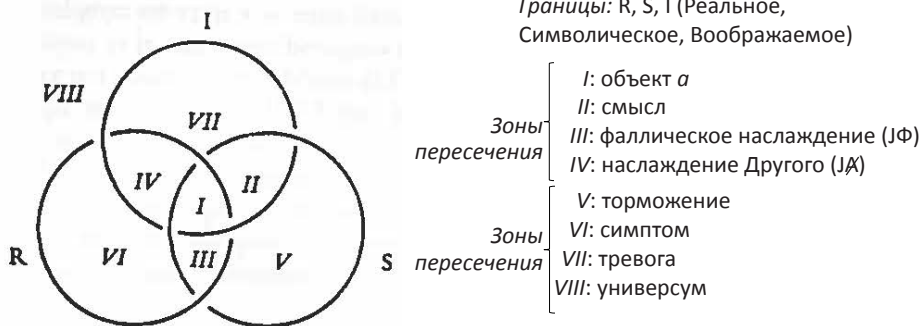 I
VIII
VII
IV
II
I
R
VI
III
V
S
Границы: R, S, I (Реальное,
Символическое, Воображаемое)
Зоны
пересечения
I: объект a
II: смысл
III: фаллическое наслаждение (JФ)
IV: наслаждение Другого (JA̸)
Зоны
пересечения
V: торможение
VI: симптом
VII: тревога
VIII: универсум